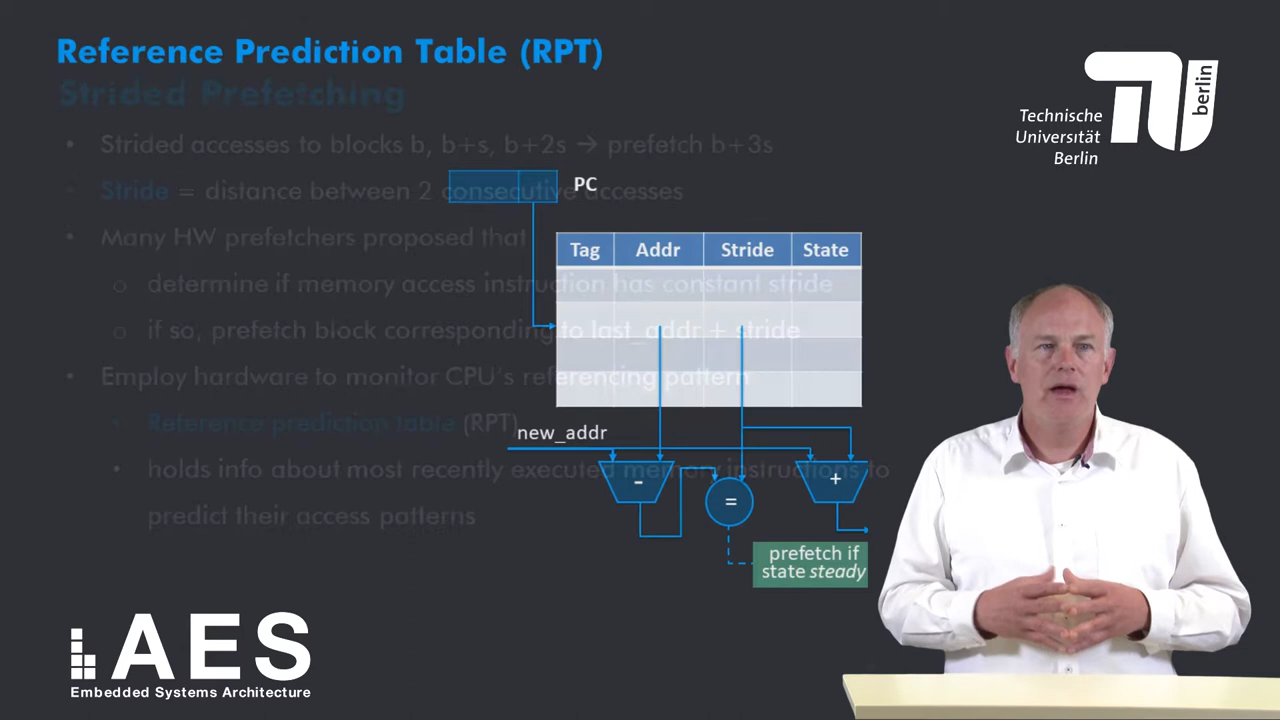 Reference Prediction Table (RPT)
Strided Prefetching
• Strided accesses to blocks b, b+s, b+2s → prefetch b+3s
• Stride = distance between 2 consecutive accesses
• Many HW prefetchers proposed that
o determine if memory access instruction has constant stride
o if so, prefetch block corresponding to last_addr + stride
• Employ hardware to monitor CPU's referencing pattern
• Reference prediction table (RPT)
• holds info about most recently executed memory instructions to
predict their access patterns
PC
Tag Addr Stride State
new_addr
- = +
prefetch if
state steady
Technische
Universität
Berlin
berlin
AES
Embedded Systems Architecture